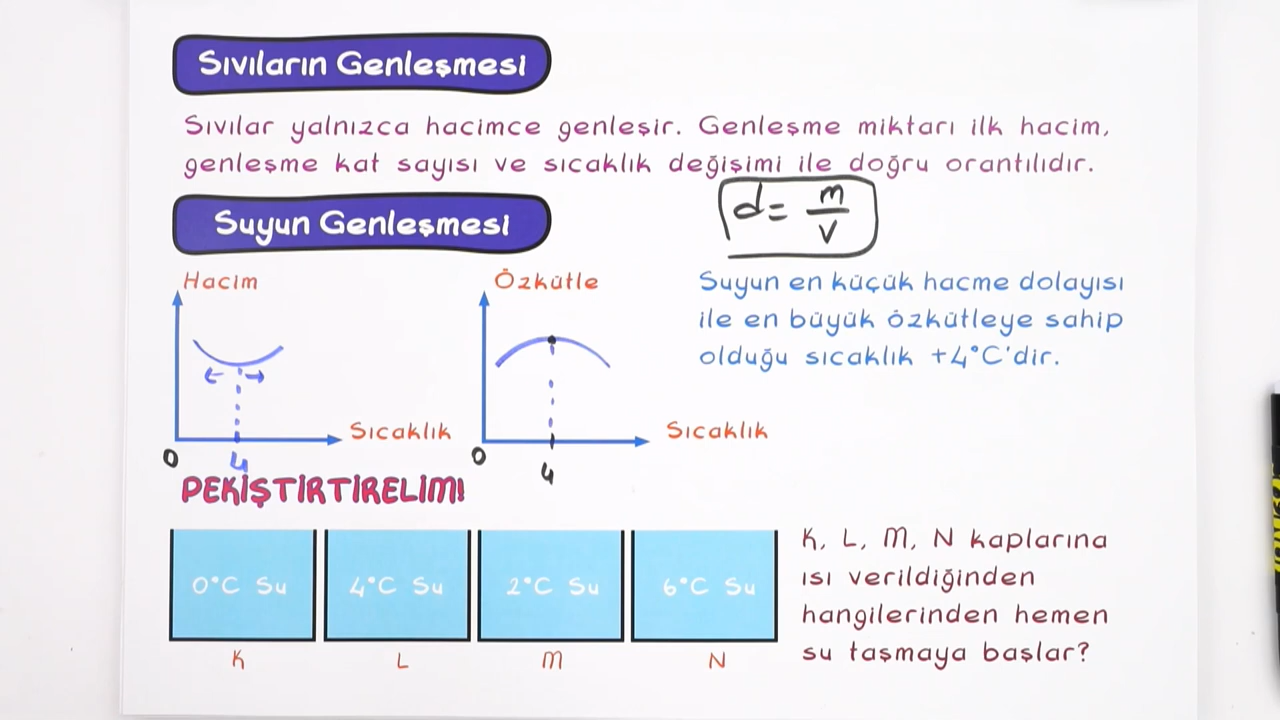 Sıvıların Genleşmesi
Sıvılar yalnızca hacimce genleşir. Genleşme miktarı ilk hacim,
genleşme kat sayısı ve sıcaklık değişimi ile doğru orantılıdır.
Suyun Genleşmesi
d = m/v
Hacim
Özkütle
Suyun en küçük hacme dolayısı
ile en büyük özkütleye sahip
olduğu sıcaklık +4°C'dir.
Sıcaklık
Sıcaklık
0
4
0
4
PEKİŞTİRTİRELİM!
0°C Su
4°C Su
2°C Su
6°C Su
K
L
M
N
K, L, M, N kaplarına
ısı verildiğinden
hangilerinden hemen
su taşmaya başlar?